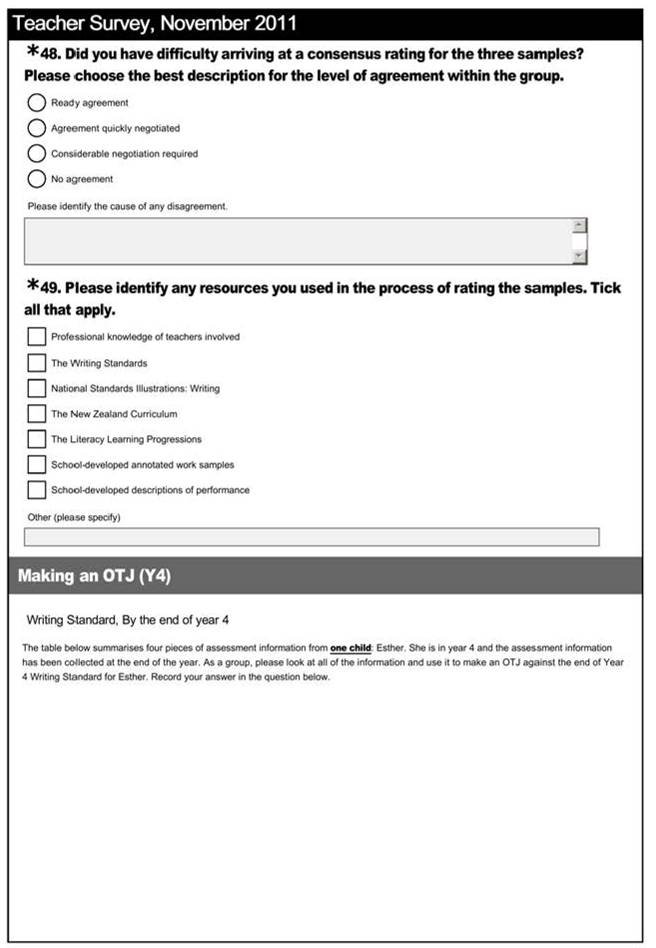 Teacher Survey, November 2011
*48. Did you have difficulty arriving at a consensus rating for the three samples?
Please choose the best description for the level of agreement within the group.
Ready agreement
Agreement quickly negotiated
Considerable negotiation required
No agreement
Please identify the cause of any disagreement.
*49. Please identify any resources you used in the process of rating the samples. Tick
all that apply.
Professional knowledge of teachers involved
The Writing Standards
National Standards Illustrations: Writing
The New Zealand Curriculum
The Literacy Learning Progressions
School-developed annotated work samples
School-developed descriptions of performance
Other (please specify)
Making an OTJ (Y4)
Writing Standard, By the end of year 4
The table below summarises four pieces of assessment information from one child: Esther. She is in year 4 and the assessment information
has been collected at the end of the year. As a group, please look at all of the information and use it to make an OTJ against the end of Year
4 Writing Standard for Esther. Record your answer in the question below.